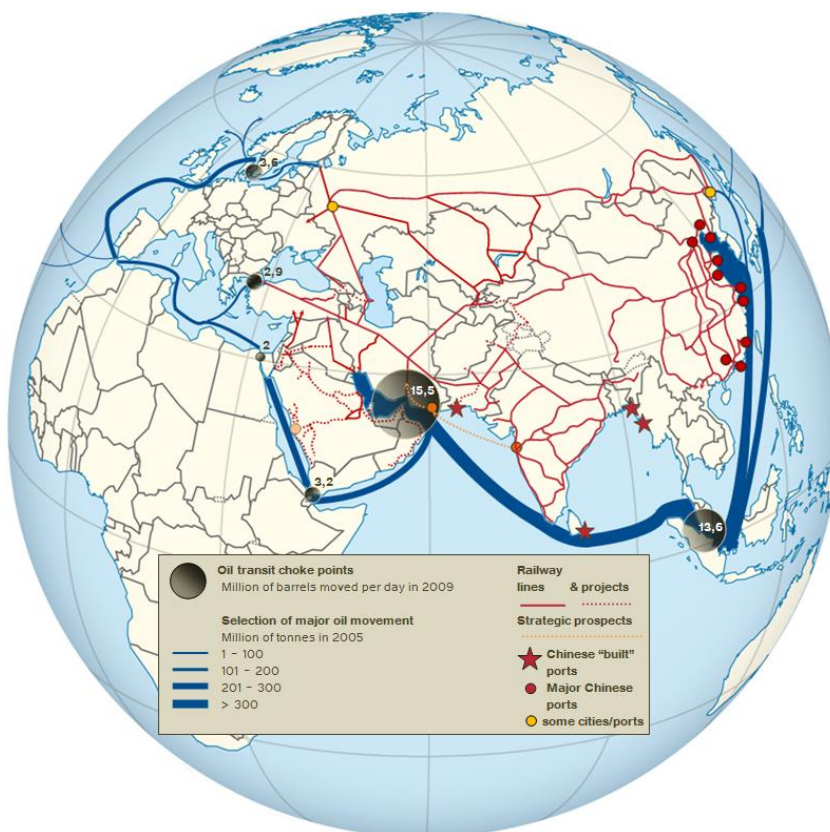 3,6
2,9
2
15,5
3,2
13,6
Oil transit choke points
Million of barrels moved per day in 2009
Selection of major oil movement
Million of tonnes in 2005
1 - 100
101 - 200
201 - 300
> 300
Railway
lines & projects
Strategic prospects
Chinese "built"
ports
Major Chinese
ports
some cities/ports